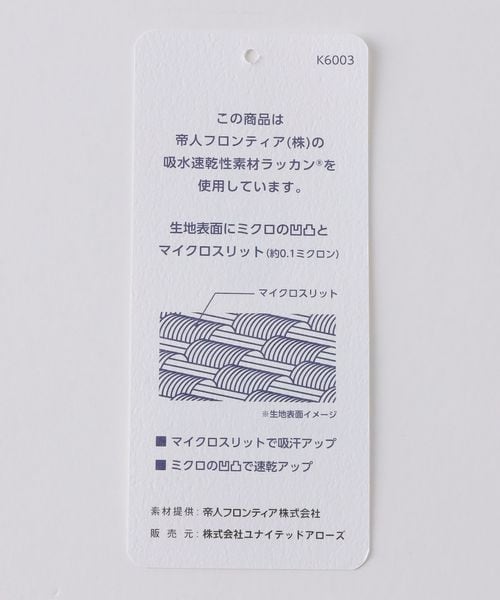 K6003
この商品は
帝人フロンティア(株)の
吸水速乾性素材ラッカン®を
使用しています。
生地表面にミクロの凹凸と
マイクロスリット(約0.1ミクロン)
マイクロスリット
※生地表面イメージ
■ マイクロスリットで吸汗アップ
■ ミクロの凹凸で速乾アップ
素材提供:帝人フロンティア株式会社
販売元:株式会社ユナイテッドアローズ